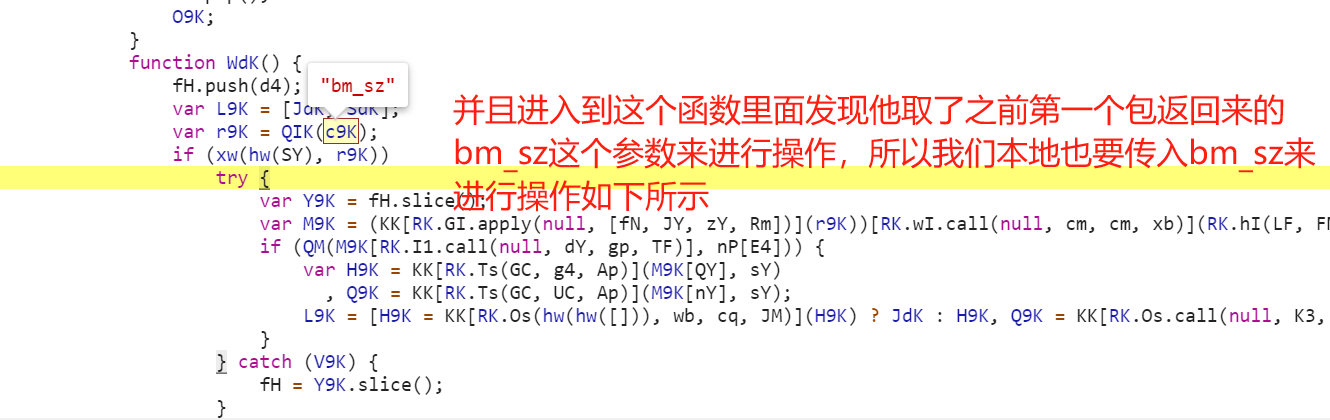 O9K;
}
function WdK() {
fH.push(d4);
"bm_sz"
var L9K = [JdK, SdK];
var r9K = QIK(c9K);
if (xw(hw(SY), r9K))
try {
var Y9K = fH.slice();
var M9K = (KK[RK.GI.apply(null, [fN, JY, zY, Rm])](r9K))[RK.wI.call(null, cm, cm, xb)](RK.hI(LF, FM
if (QM(M9K[RK.I1.call(null, dY, gp, TF)], nP[E4])) {
var H9K = KK[RK.Ts(GC, g4, Ap)](M9K[QY], sY)
, Q9K = KK[RK.Ts(GC, UC, Ap)](M9K[nY], sY);
L9K = [H9K = KK[RK.Os(hw(hw([])), wb, cq, JM)](H9K) ? JdK : H9K, Q9K = KK[RK.Os.call(null, K3,
}
} catch (V9K) {
fH = Y9K.slice();
}
并且进入到这个函数里面发现他取了之前第一个包返回来的
bm_sz这个参数来进行操作，所以我们本地也要传入bm_sz来
进行操作如下所示